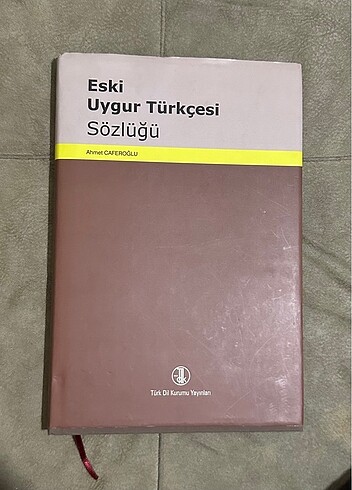 Eski
Uygur Türkçesi
Sözlüğü
Ahmet CAFEROĞLU
Türk Dil Kurumu Yayınları